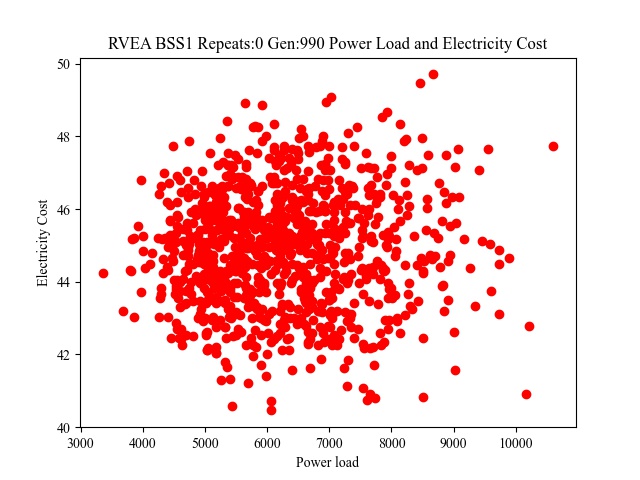 RVEA BSS1 Repeats:0 Gen:990 Power Load and Electricity Cost
50
48
46
44
42
40
Electricity Cost
3000 4000 5000 6000 7000 8000 9000 10000
Power load